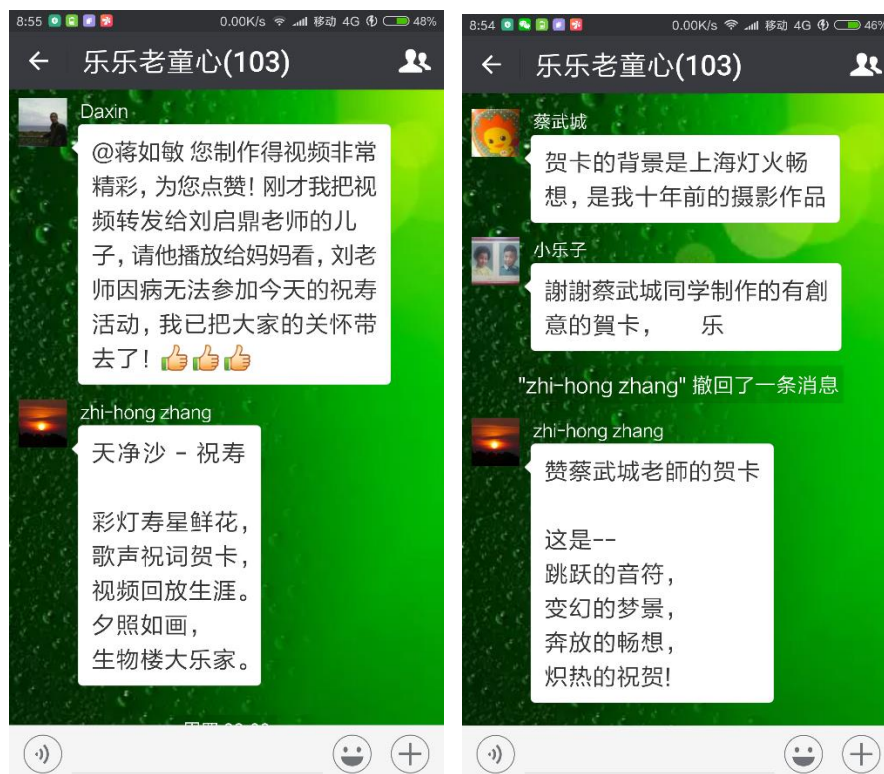 8:55 0.00K/s 移动 4G 48%
乐乐老童心(103)
Daxin
@蒋如敏 您制作得视频非常
精彩，为您点赞！刚才我把视
频转发给刘启鼎老师的儿
子，请他播放给妈妈看，刘老
师因病无法参加今天的祝寿
活动，我已把大家的关怀带
去了！
zhi-hong zhang
天净沙 - 祝寿
彩灯寿星鲜花，
歌声祝词贺卡，
视频回放生涯。
夕照如画，
生物楼大乐家。
8:54 0.00K/s 移动 4G 46%
乐乐老童心(103)
蔡武城
贺卡的背景是上海灯火畅
想，是我十年前的摄影作品
小乐子
謝謝蔡武城同学制作的有創
意的賀卡， 乐
"zhi-hong zhang" 撤回了一条消息
zhi-hong zhang
赞蔡武城老師的贺卡
这是--
跳跃的音符，
变幻的梦景，
奔放的畅想，
炽热的祝贺!